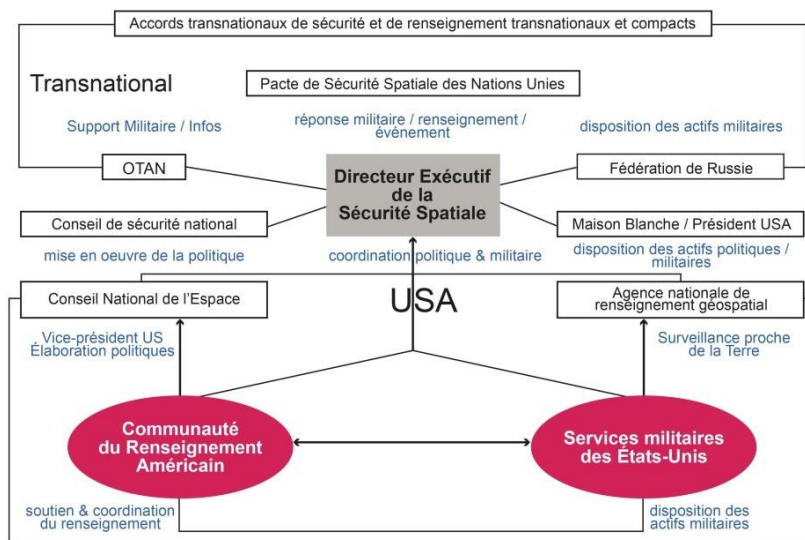 Accords transnationaux de sécurité et de renseignement transnationaux et compacts
Transnational
Pacte de Sécurité Spatiale des Nations Unies
Support Militaire / Infos
réponse militaire / renseignement /
événement
disposition des actifs militaires
OTAN
Directeur Exécutif
de la
Sécurité Spatiale
Fédération de Russie
Conseil de sécurité national
Maison Blanche / Président USA
mise en oeuvre de la politique
coordination politique & militaire
disposition des actifs politiques /
militaires
Conseil National de l'Espace
USA
Agence nationale de
renseignement géospatial
Vice-président US
Élaboration politiques
Surveillance proche
de la Terre
Communauté
du Renseignement
Américain
Services militaires
des États-Unis
soutien & coordination
du renseignement
disposition des
actifs militaires